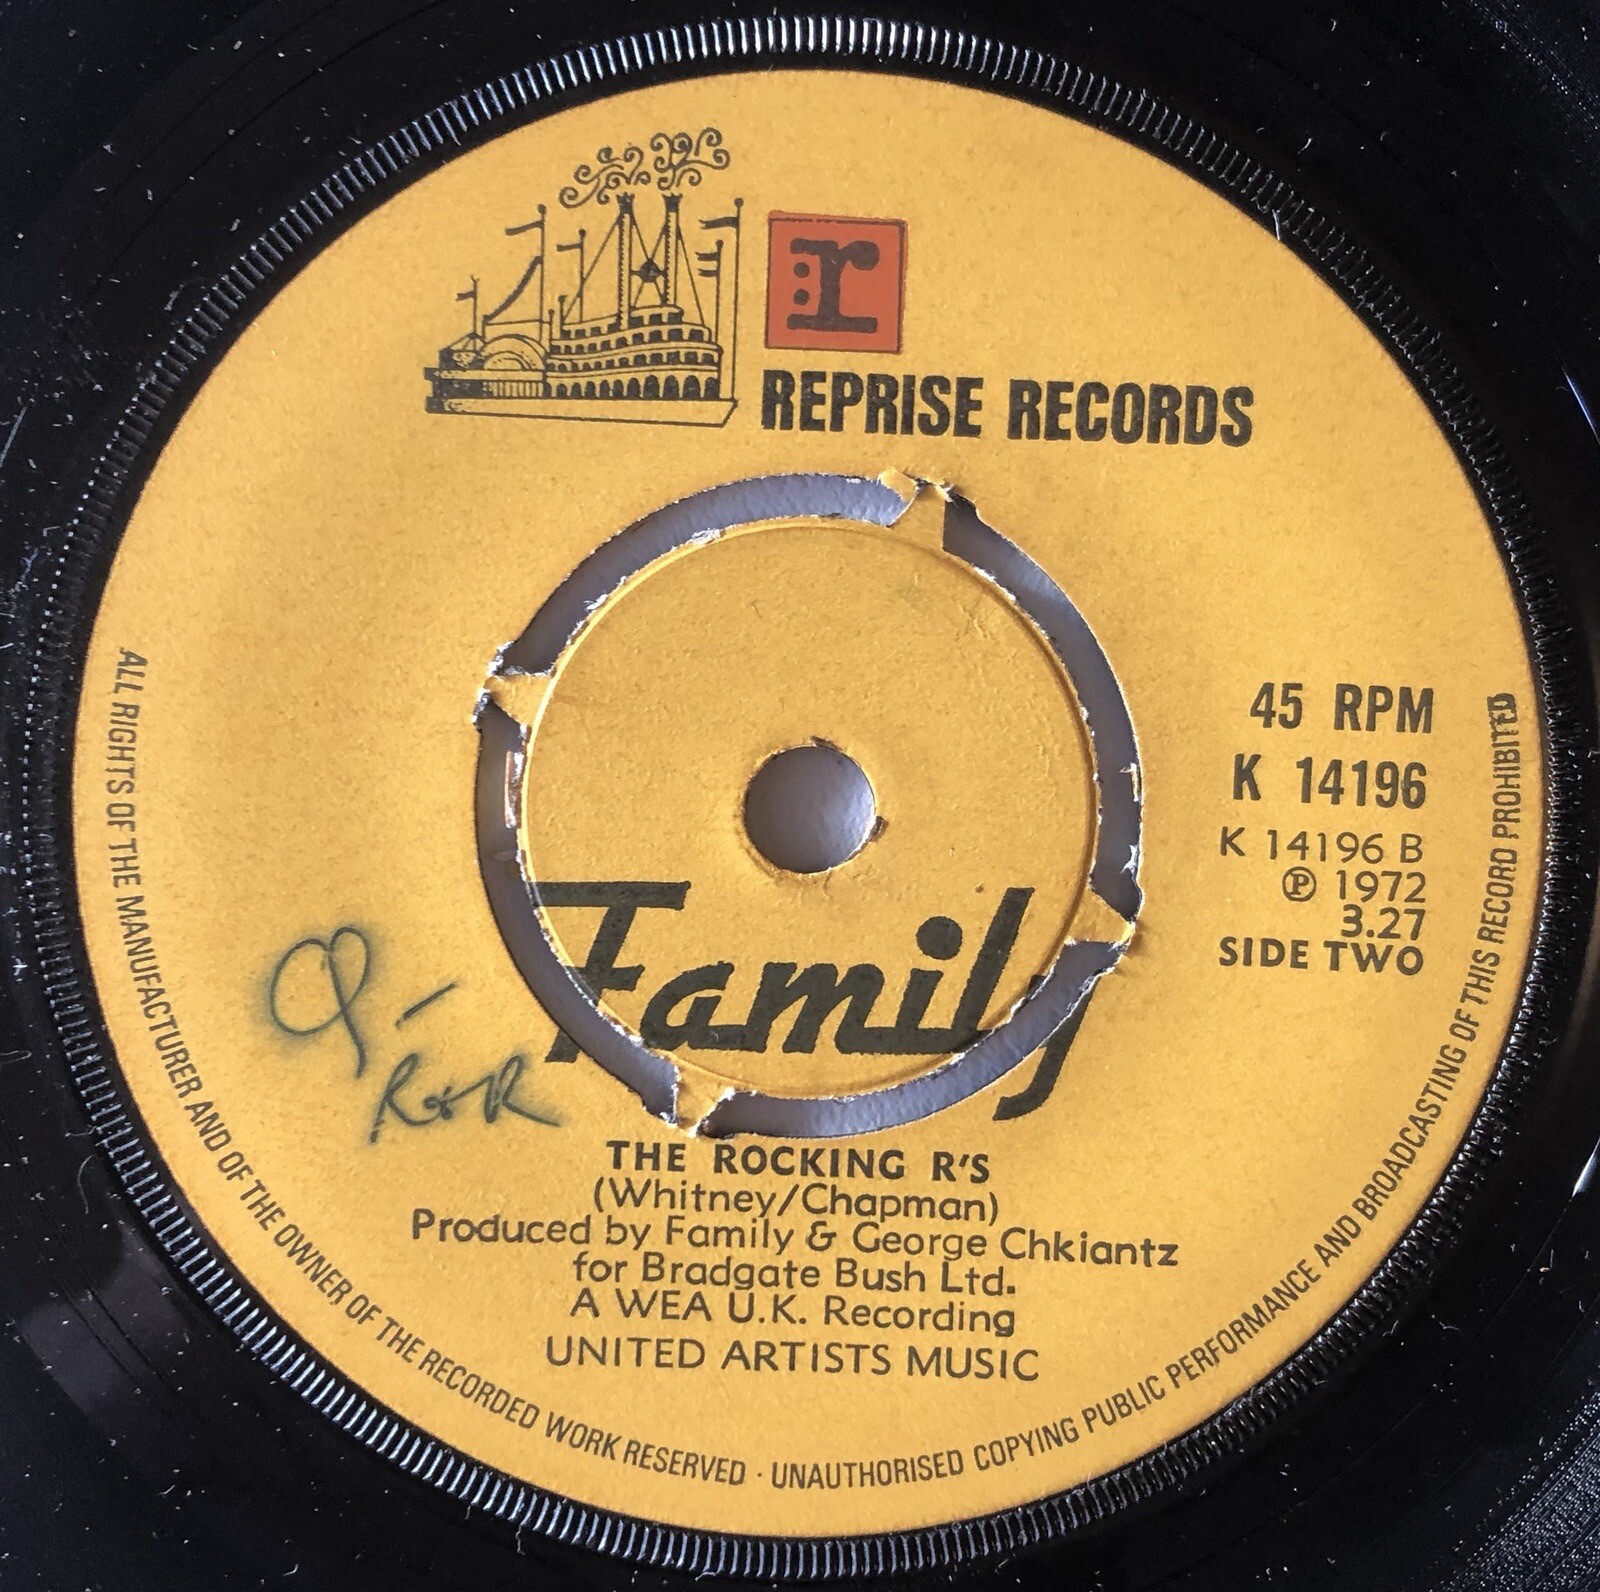 r
REPRISE RECORDS
45 RPM
K 14196
K 14196 B
℗ 1972
3.27
SIDE TWO
Family
R & R
THE ROCKING R'S
(Whitney/Chapman)
Produced by Family & George Chkiantz
for Bradgate Bush Ltd.
A WEA U.K. Recording
UNITED ARTISTS MUSIC
ALL RIGHTS OF THE MANUFACTURER AND OF THE OWNER OF THE RECORDED WORK RESERVED · UNAUTHORISED COPYING PUBLIC PERFORMANCE AND BROADCASTING OF THIS RECORD PROHIBITED